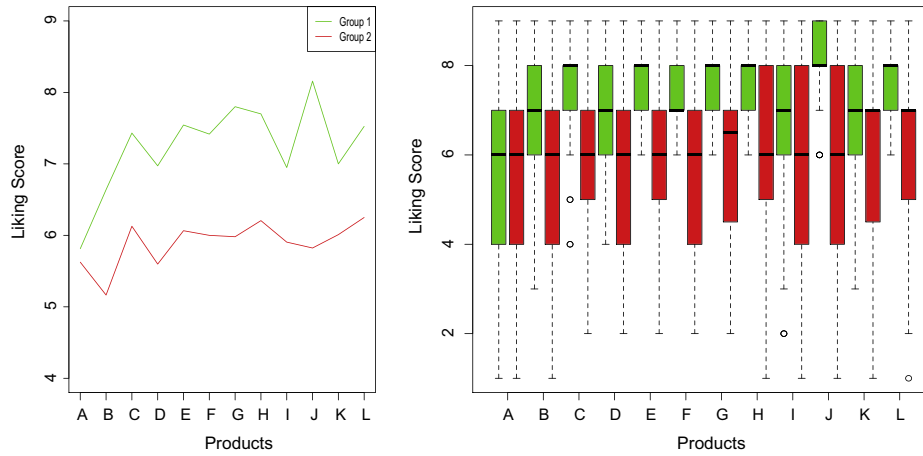 Group 1
Group 2
9
8
7
6
5
4
Liking Score
A B C D E F G H I J K L
Products
8
6
4
2
Liking Score
A B C D E F G H I J K L
Products